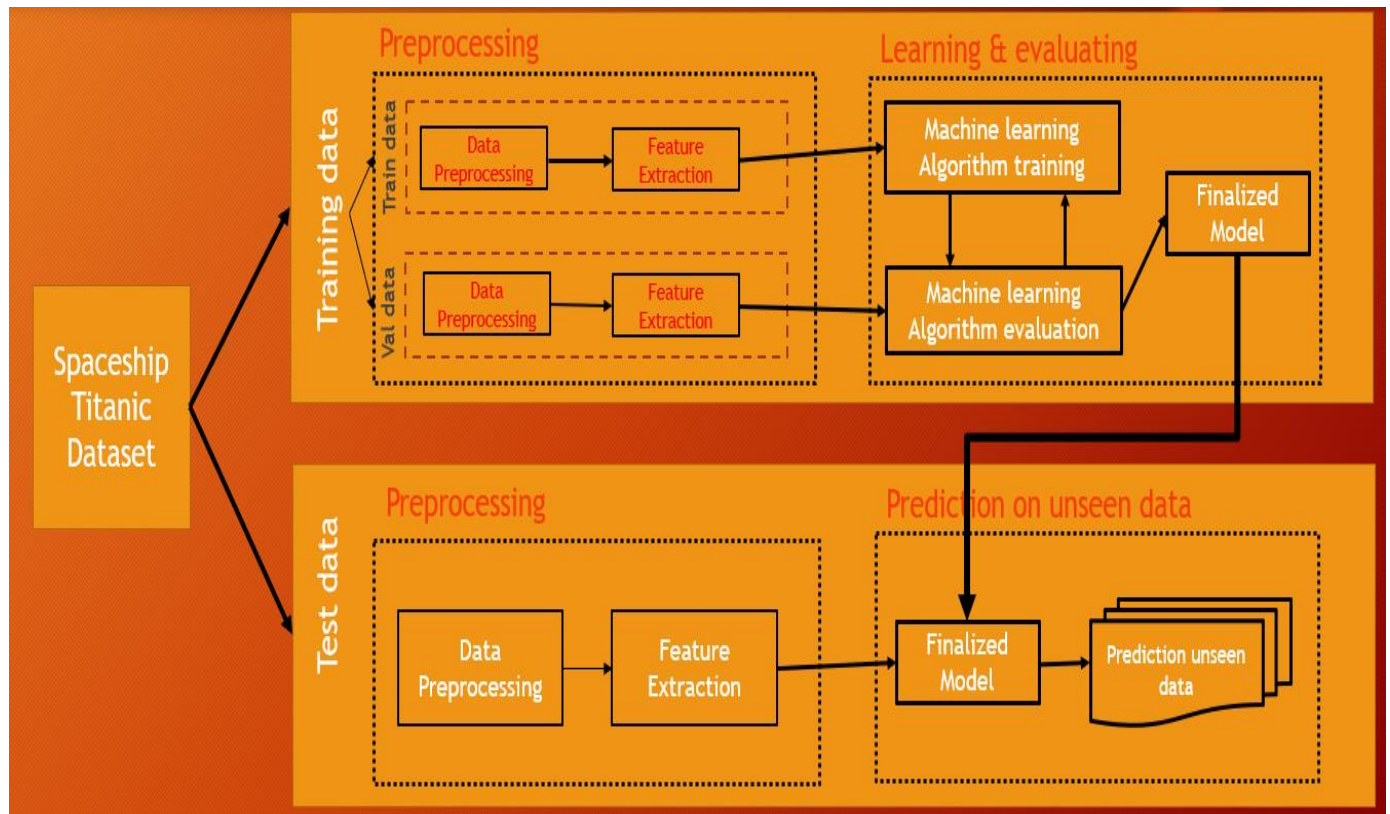 Spaceship
Titanic
Dataset
Training data
Preprocessing
Train data
Data
Preprocessing
Feature
Extraction
Val data
Data
Preprocessing
Feature
Extraction
Learning & evaluating
Machine learning
Algorithm training
Machine learning
Algorithm evaluation
Finalized
Model
Test data
Preprocessing
Data
Preprocessing
Feature
Extraction
Prediction on unseen data
Finalized
Model
Prediction unseen
data